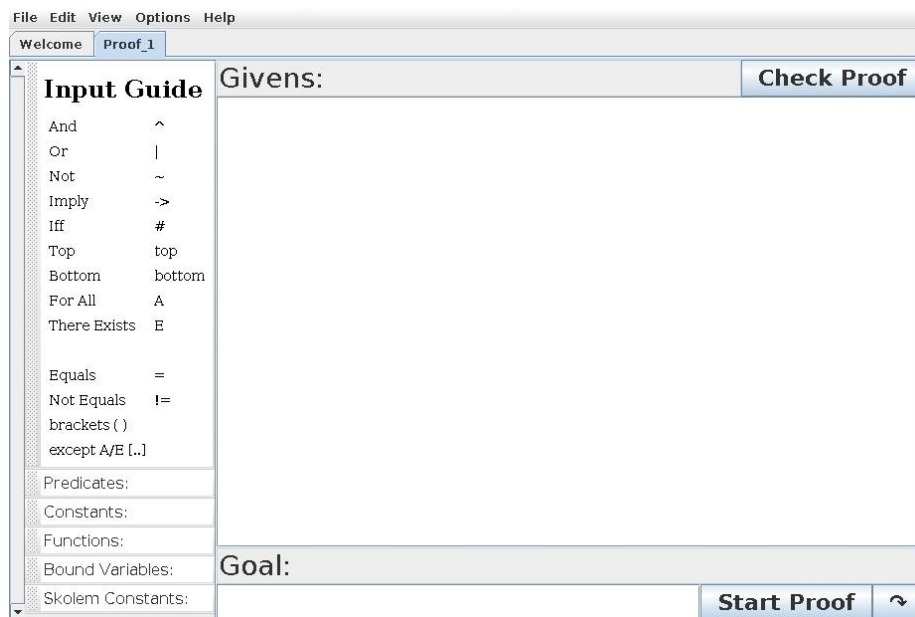 File Edit View Options Help
Welcome Proof_1
Input Guide
And ^
Or |
Not ~
Imply ->
Iff #
Top top
Bottom bottom
For All A
There Exists E
Equals =
Not Equals !=
brackets ( )
except A/E [..]
Predicates:
Constants:
Functions:
Bound Variables:
Skolem Constants:
Givens:
Check Proof
Goal:
Start Proof